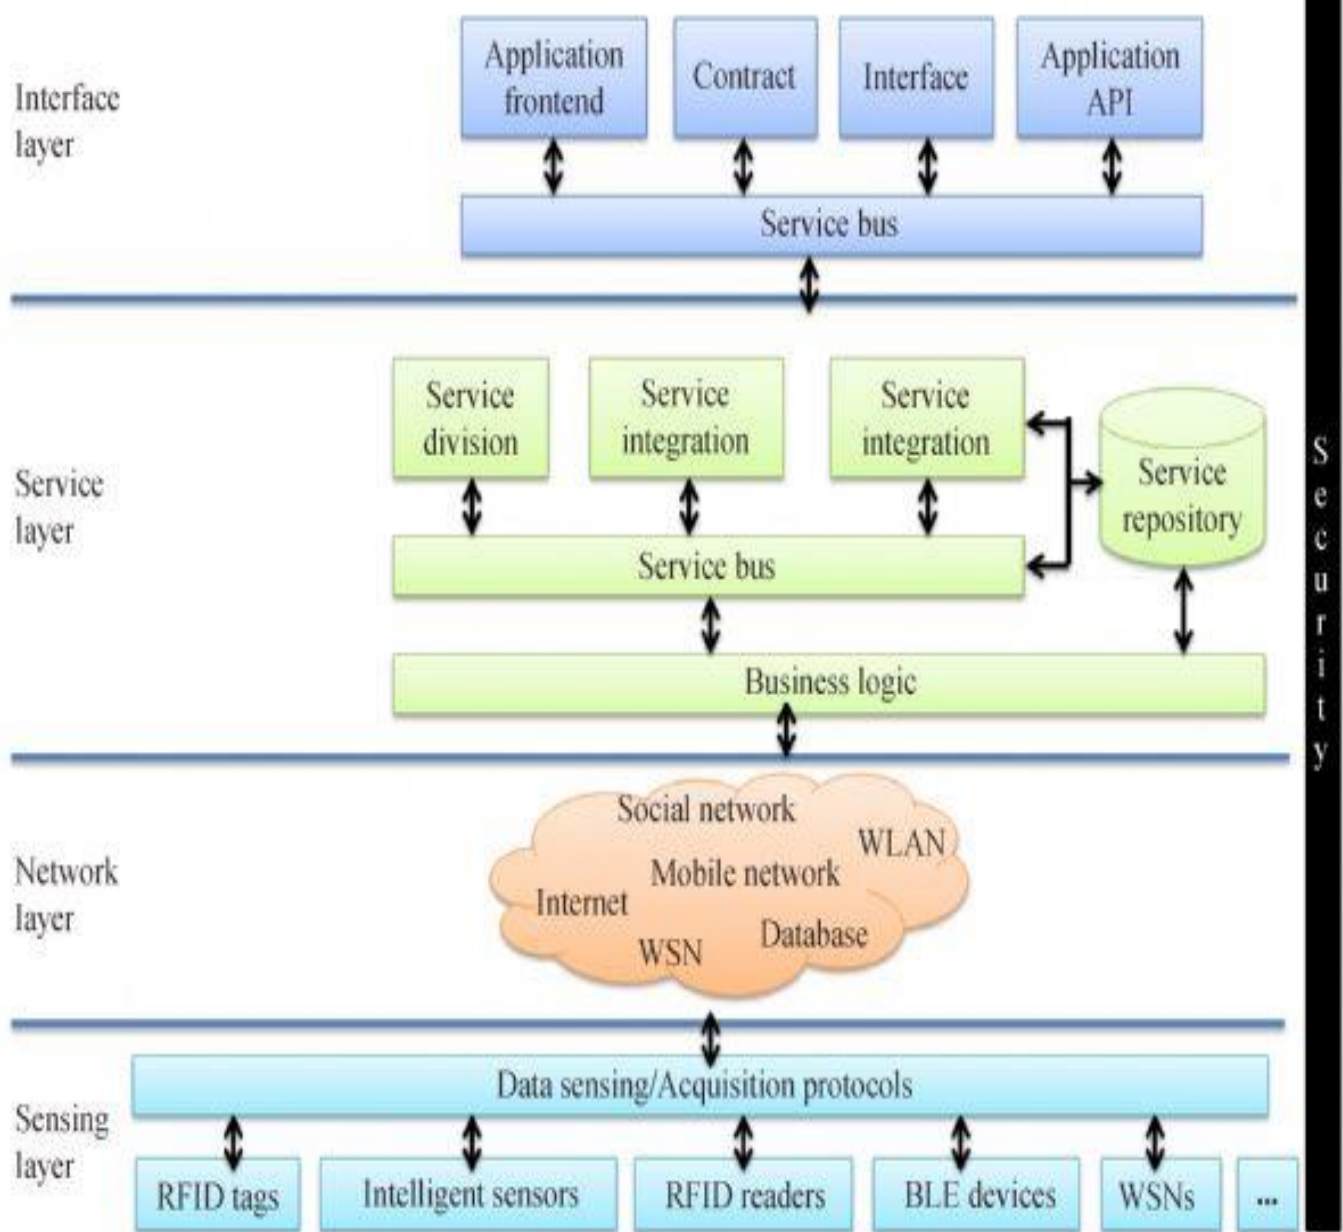 Interface
layer
Application
frontend
Contract
Interface
Application
API
Service bus
Service
layer
Service
division
Service
integration
Service
integration
Service
repository
Service bus
Business logic
Network
layer
Social network
WLAN
Mobile network
Internet
Database
WSN
Sensing
layer
Data sensing/Acquisition protocols
RFID tags
Intelligent sensors
RFID readers
BLE devices
WSNs
...
Security